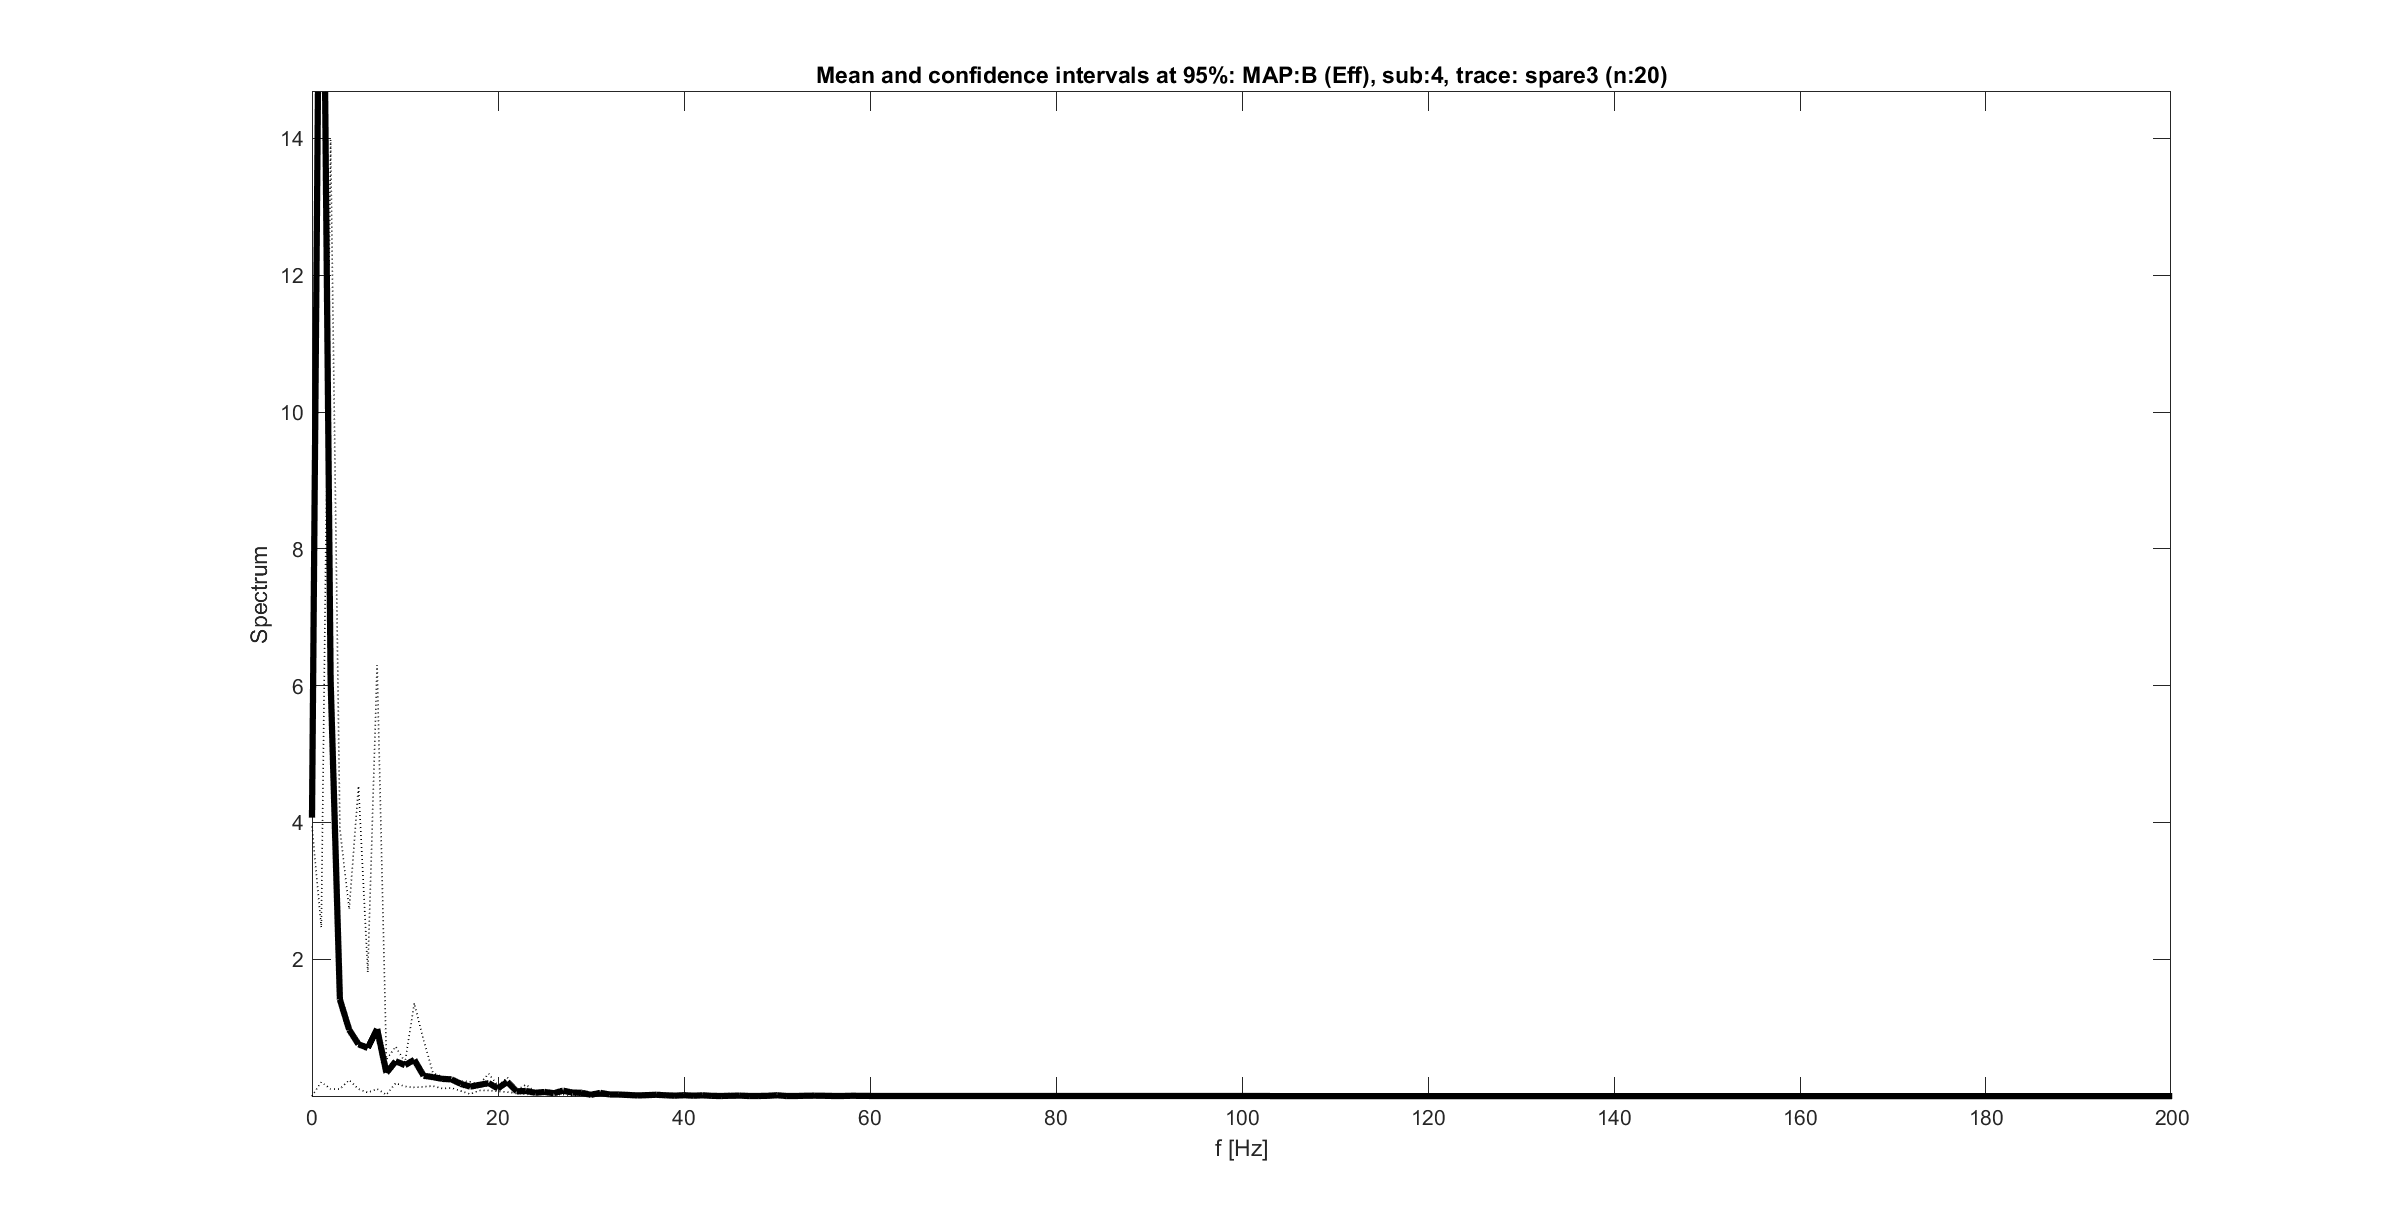 Mean and confidence intervals at 95%: MAP:B (Eff), sub:4, trace: spare3 (n:20)
14
12
10
8
6
4
2
Spectrum
0 20 40 60 80 100 120 140 160 180 200
f [Hz]